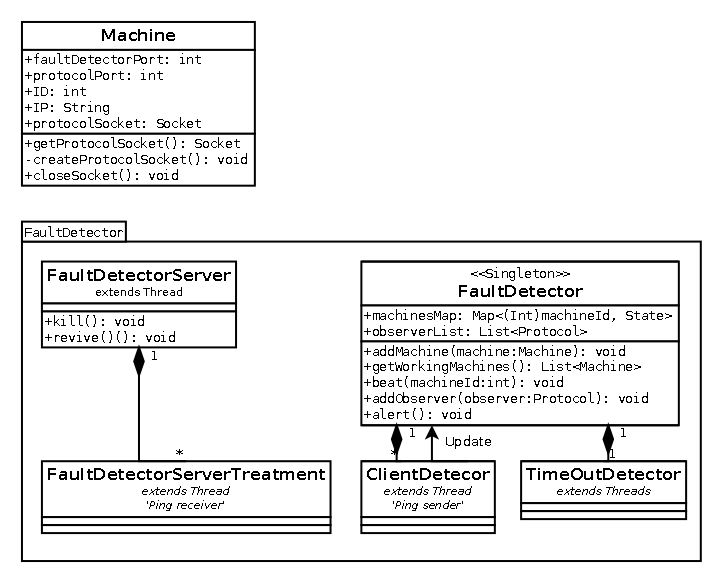 Machine
+faultDetectorPort: int
+protocolPort: int
+ID: int
+IP: String
+protocolSocket: Socket
+getProtocolSocket(): Socket
-createProtocolSocket(): void
+closeSocket(): void
FaultDetector
FaultDetectorServer
extends Thread
+kill(): void
+revive()(): void
1
*
FaultDetectorServerTreatment
extends Thread
'Ping receiver'
<<Singleton>>
FaultDetector
+machinesMap: Map<(Int)machineId, State>
+observerList: List<Protocol>
+addMachine(machine:Machine): void
+getWorkingMachines(): List<Machine>
+beat(machineId:int): void
+addObserver(observer:Protocol): void
+alert(): void
1
*
Update
1
1
ClientDetecor
extends Thread
'Ping sender'
TimeOutDetector
extends Threads